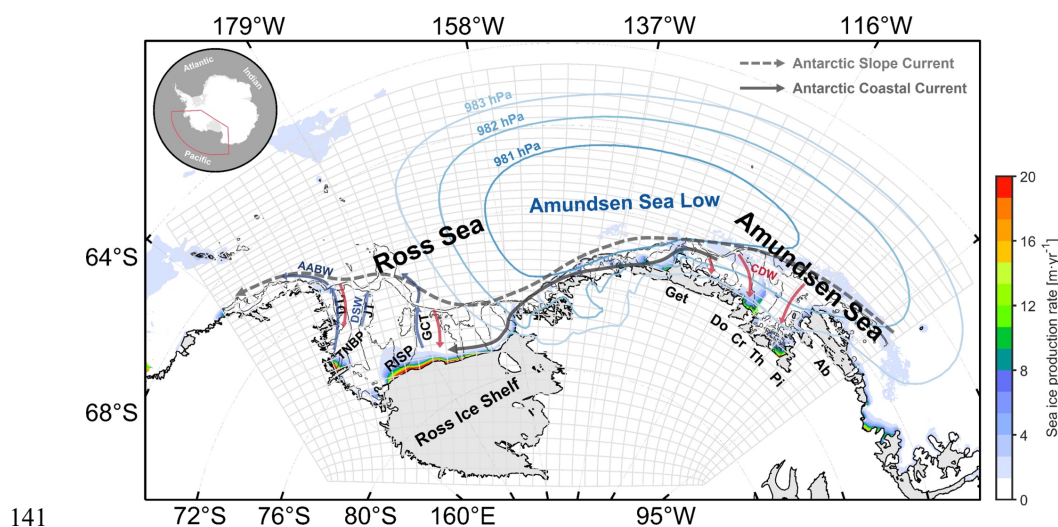 179°W 158°W 137°W 116°W
Atlantic
Indian
Pacific
Antarctic Slope Current
Antarctic Coastal Current
983 hPa
982 hPa
981 hPa
Amundsen Sea Low
Ross Sea
Amundsen Sea
64°S
68°S
AABW
DT
DSW
JT
GCT
TNBP
RISP
Ross Ice Shelf
CDW
Get
Do
Cr
Th
Pi
Ab
20
16
12
8
4
0
Sea ice production rate [m·yr⁻¹]
72°S 76°S 80°S 160°E 95°W
141